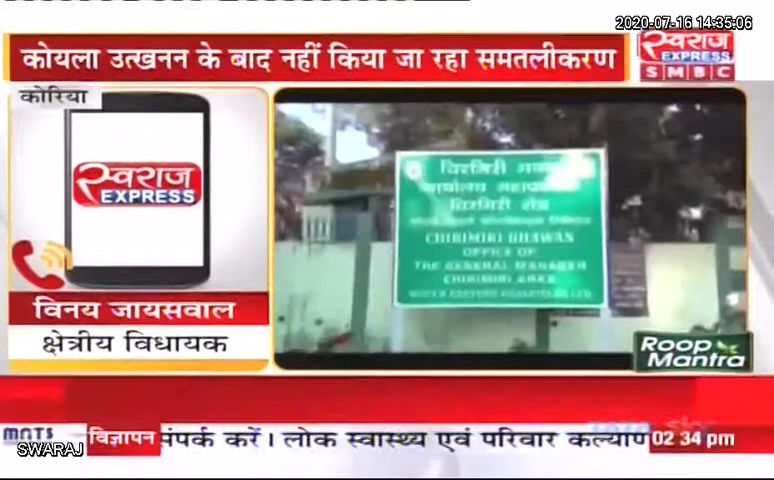 2020-07-16 14:35:06
कोयला उत्खनन के बाद नहीं किया जा रहा समतलीकरण
स्वराज
EXPRESS
SMBC
कोरिया
स्वराज
EXPRESS
चिरमिरी
चिरमिरी क्षेत्र
CHIRIMIRI BHAWAN
OFFICE OF
THE GENERAL MANAGER
CHIRIMIRI AREA
विनय जायसवाल
क्षेत्रीय विधायक
Roop
Mantra
विज्ञापन संपर्क करें। लोक स्वास्थ्य एवं परिवार कल्याण 02 34 pm
SWARAJ